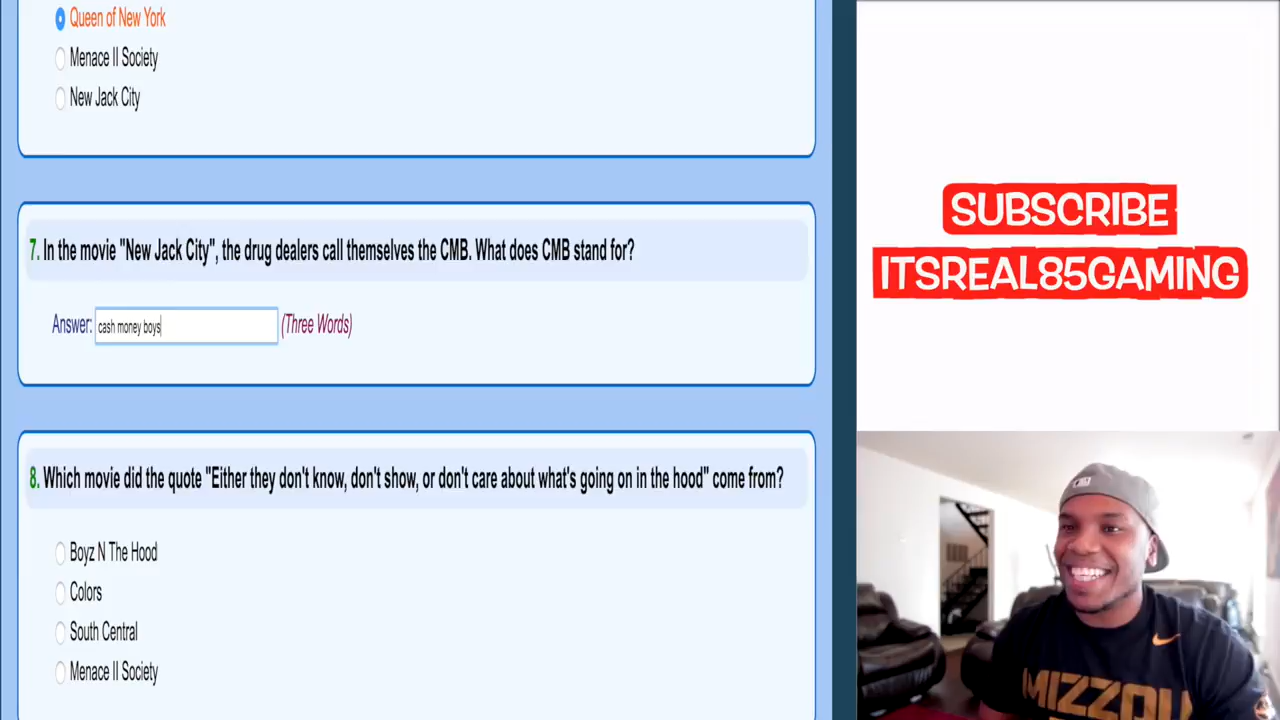 Queen of New York
Menace II Society
New Jack City
7. In the movie "New Jack City", the drug dealers call themselves the CMB. What does CMB stand for?
Answer: cash money boys (Three Words)
8. Which movie did the quote "Either they don't know, don't show, or don't care about what's going on in the hood" come from?
Boyz N The Hood
Colors
South Central
Menace II Society
SUBSCRIBE
ITSREAL85GAMING
MIZZOU